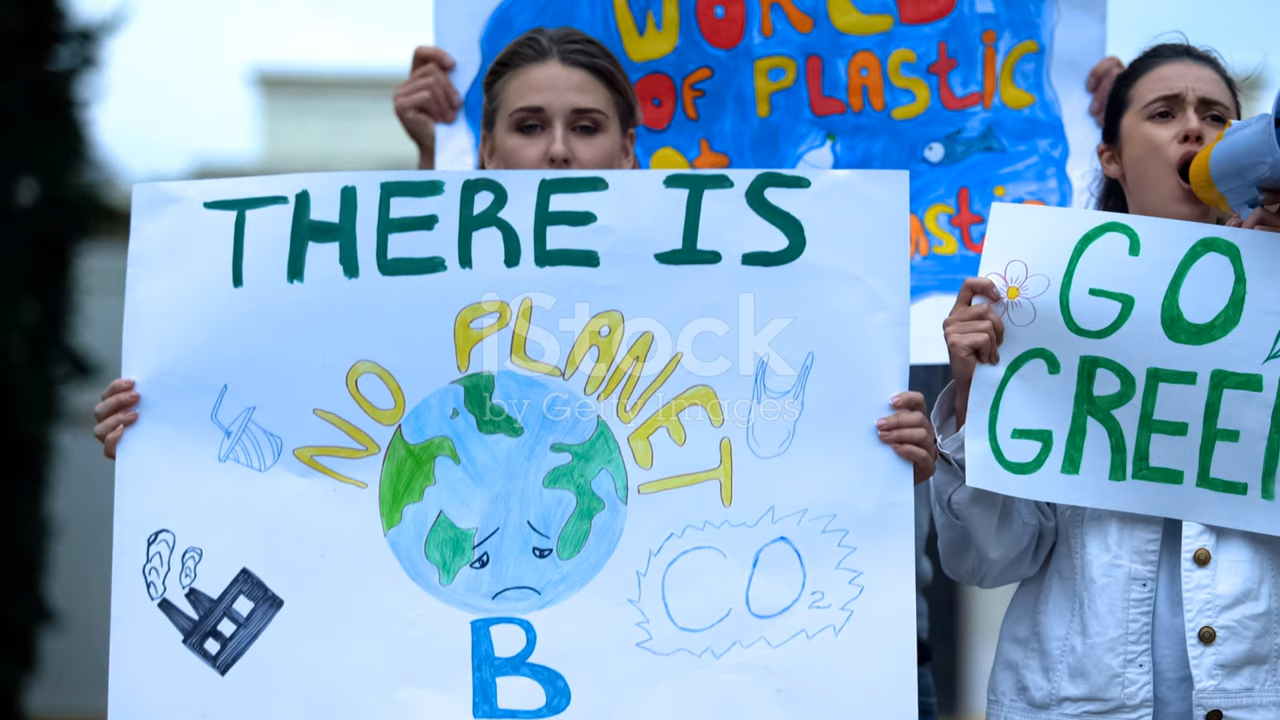 WORLD
OF PLASTIC
THERE IS
NO PLANET
B
CO₂
GO
GREEN
iStock
by Getty Images